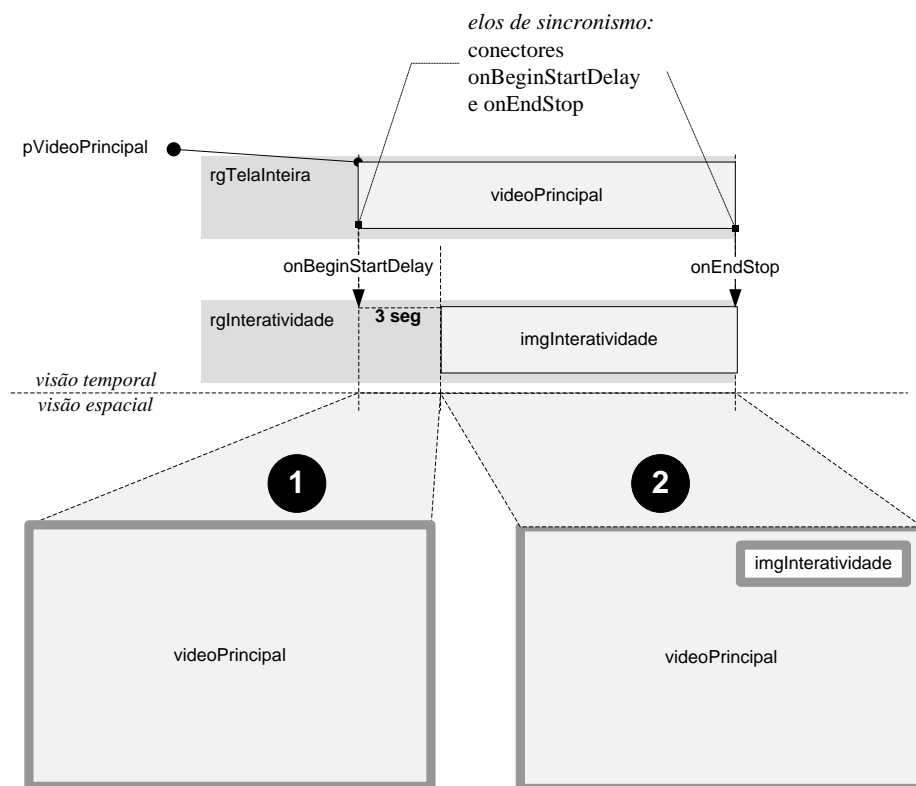 elos de sincronismo:
conectores
onBeginStartDelay
e onEndStop
pVideoPrincipal
rgTelaInteira
videoPrincipal
onBeginStartDelay
onEndStop
rgInteratividade
3 seg
imgInteratividade
visão temporal
visão espacial
1
2
imgInteratividade
videoPrincipal
videoPrincipal